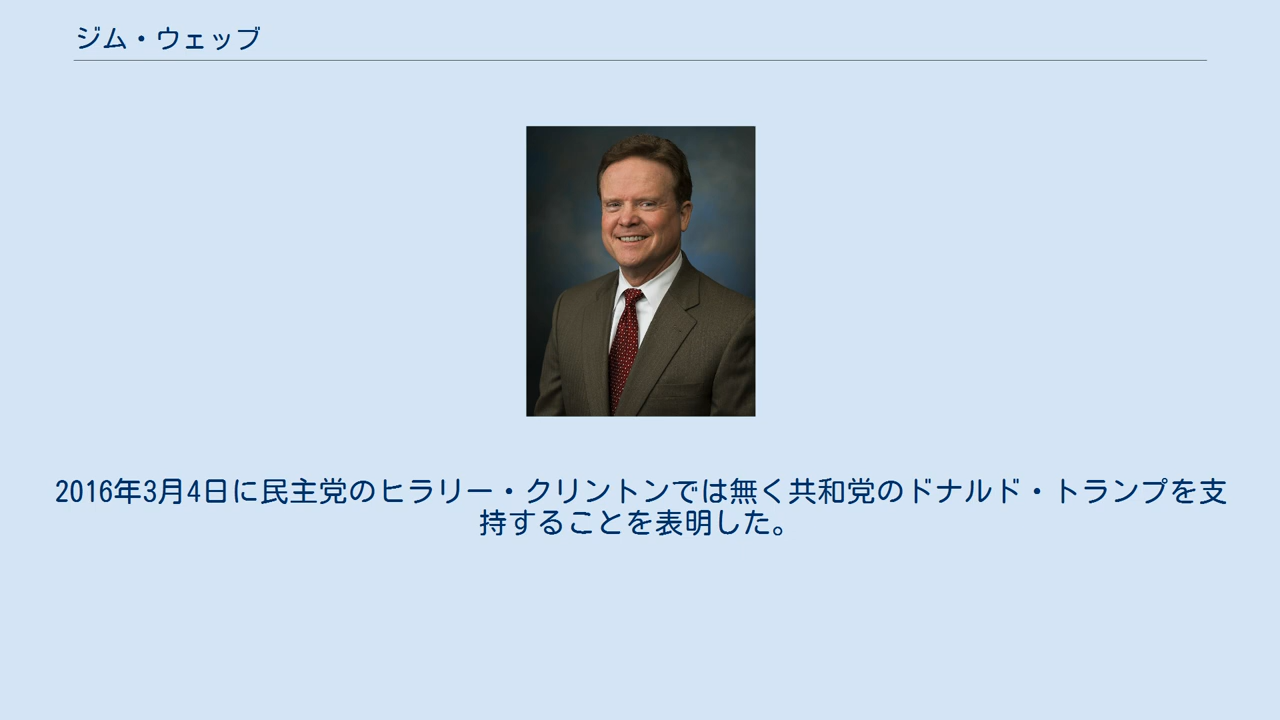 ジム・ウェッブ
2016年3月4日に民主党のヒラリー・クリントンでは無く共和党のドナルド・トランプを支
持することを表明した。